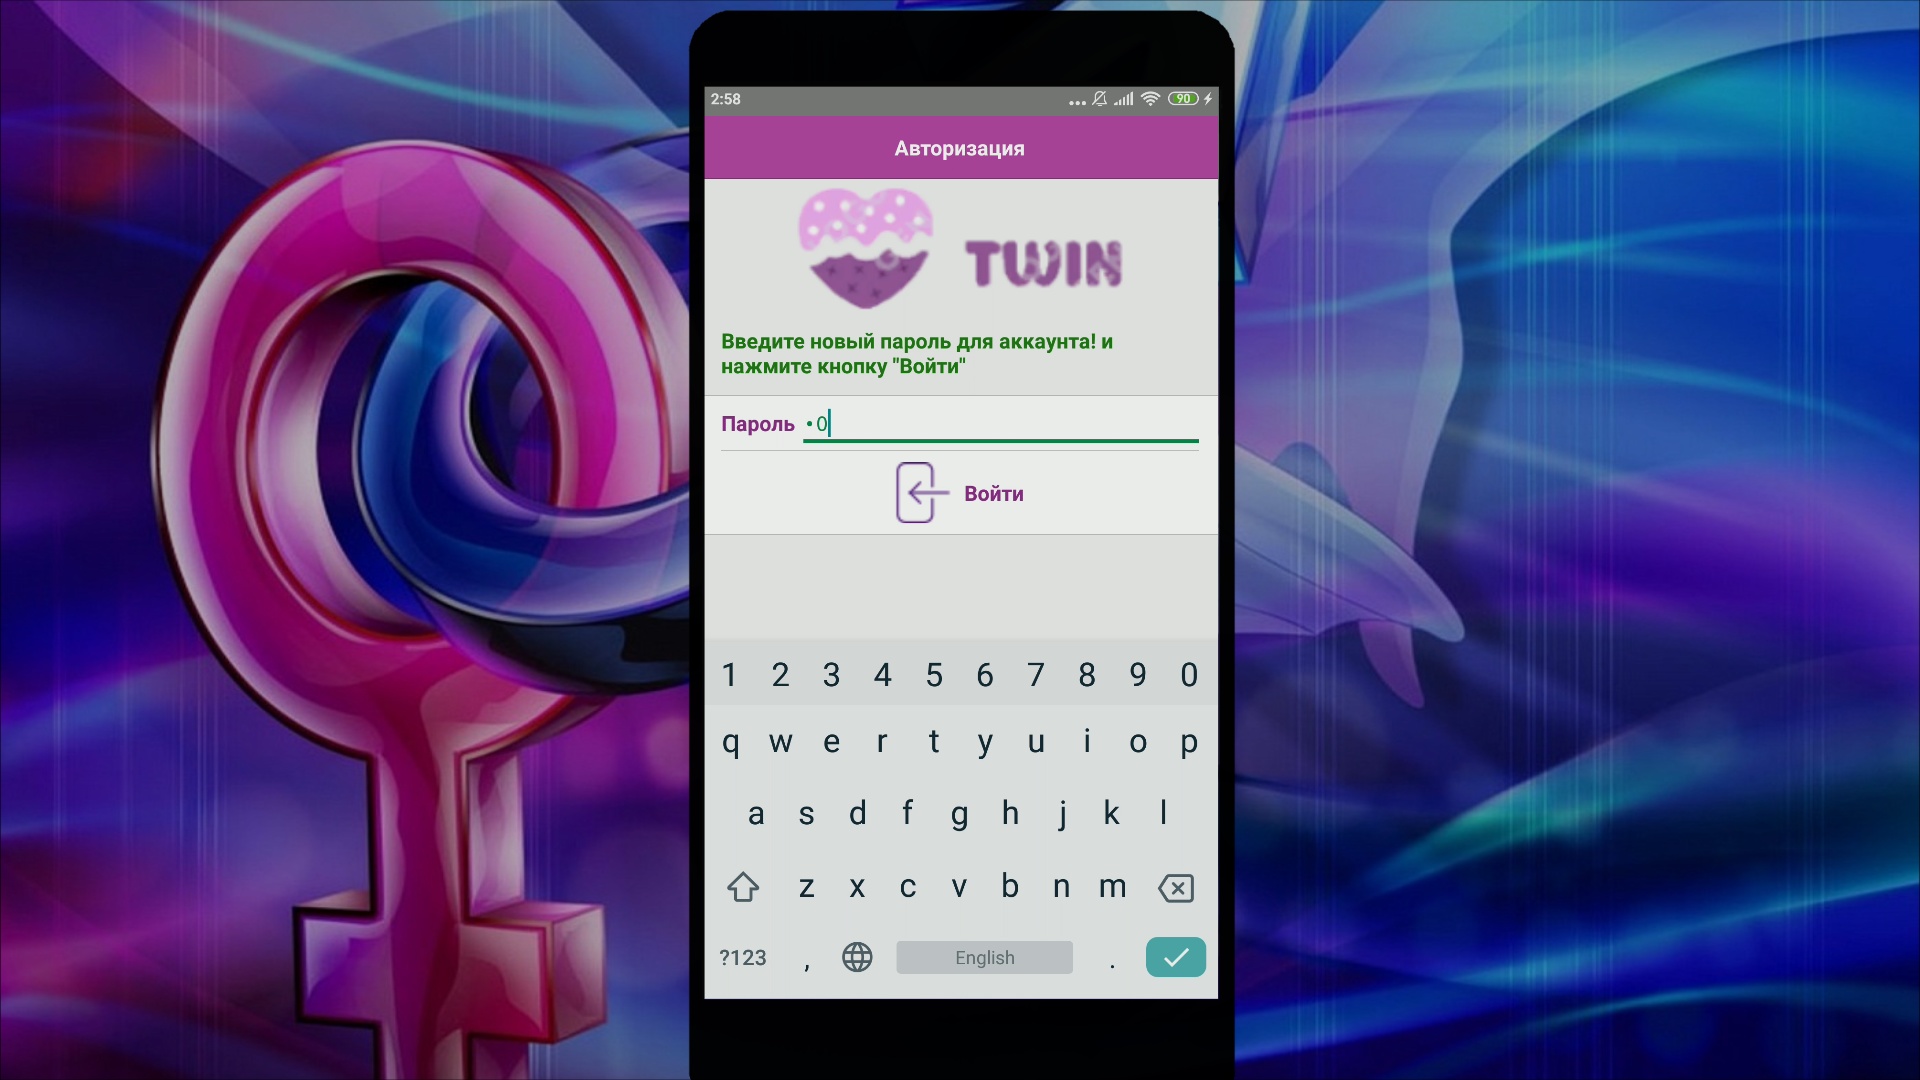 2:58
90
Авторизация
TWIN
Введите новый пароль для аккаунта! и
нажмите кнопку "Войти"
Пароль •0
Войти
1 2 3 4 5 6 7 8 9 0
q w e r t y u i o p
a s d f g h j k l
z x c v b n m
?123 , English .